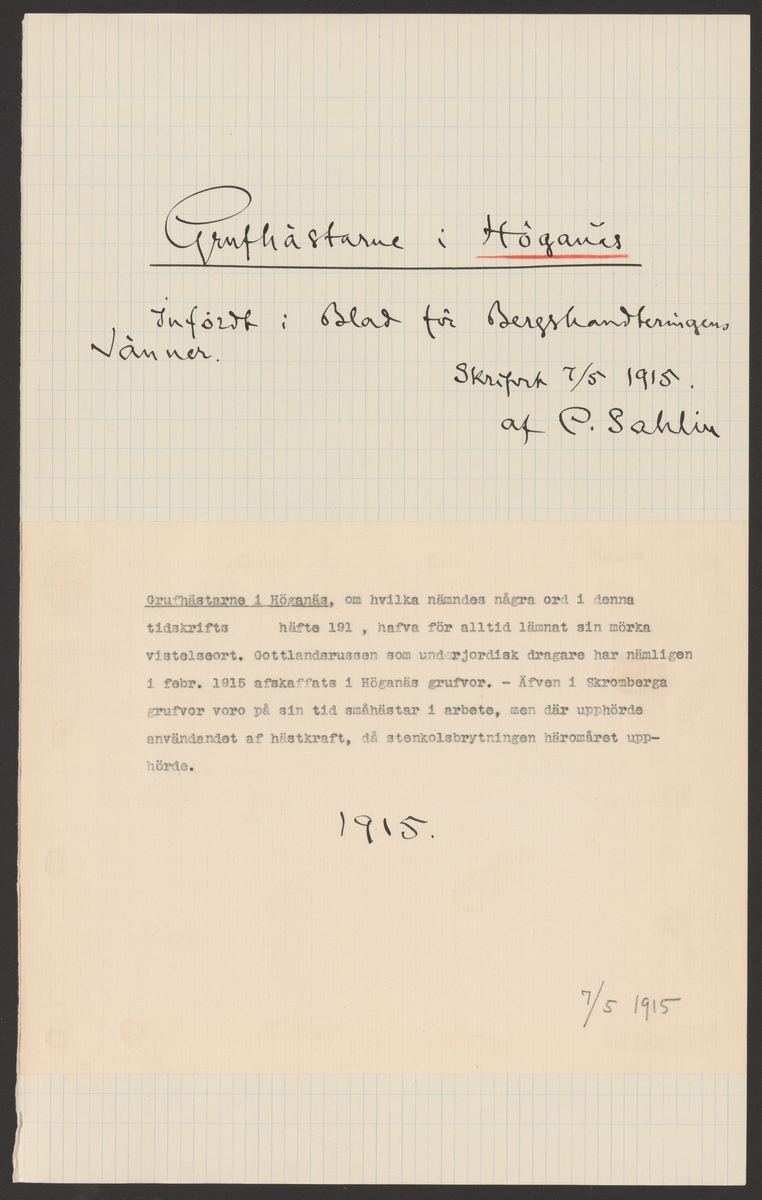 Grufhästarne i Höganäs
Infördt i Blad för Bergshandteringens
Vänner.
Skrifvet 7/5 1915.
af C. Sahlin
Grufhästarne i Höganäs, om hvilka nämndes några ord i denna
tidskrifts häfte 191 , hafva för alltid lämnat sin mörka
vistelseort. Gottlandsrussen som underjordisk dragare har nämligen
i febr. 1915 afskaffats i Höganäs grufvor. - Äfven i Skromberga
grufvor voro på sin tid småhästar i arbete, men där upphörde
användandet af hästkraft, då stenkolsbrytningen häromåret upp-
hörde.
1915.
7/5 1915